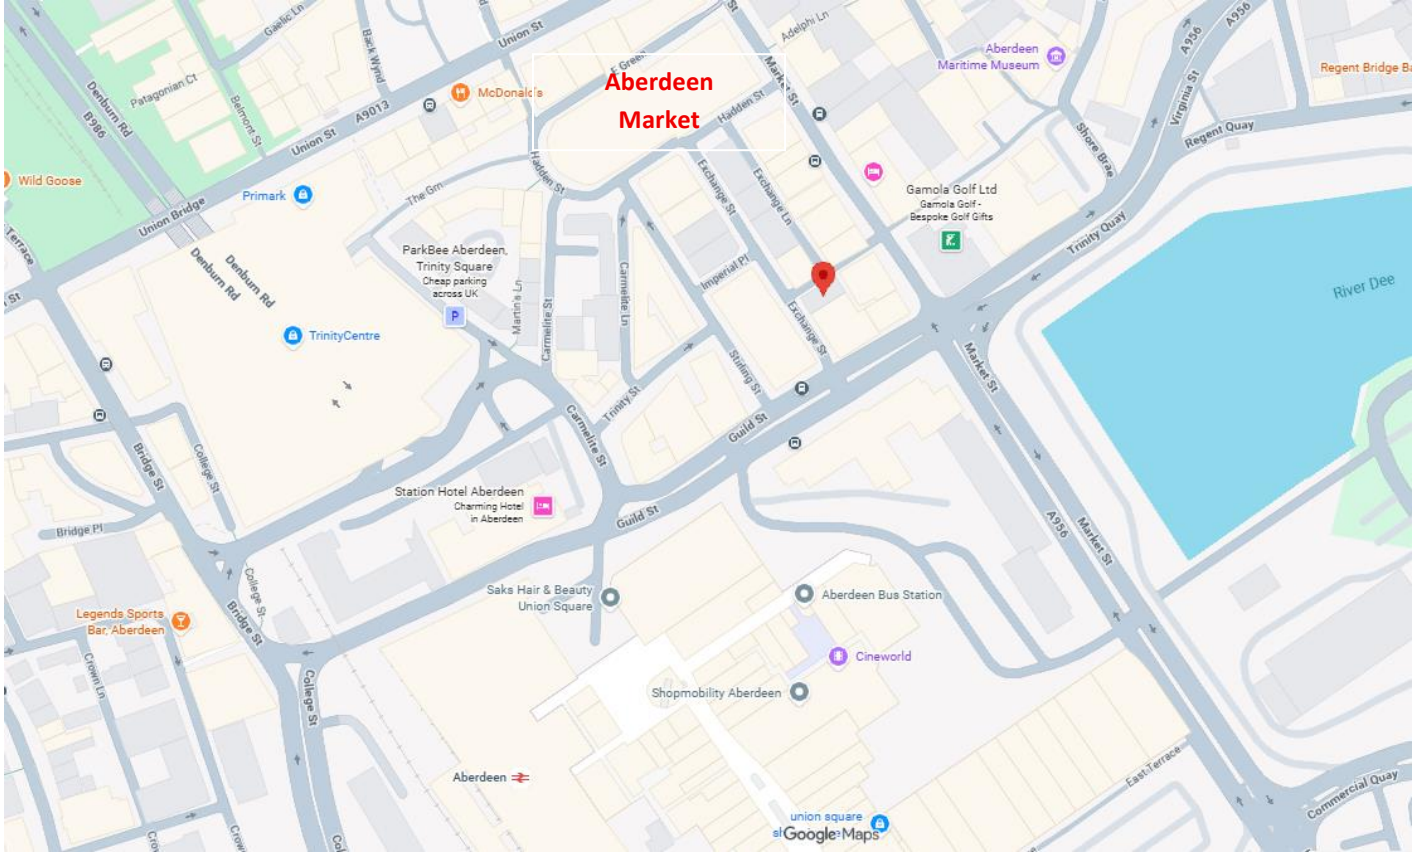 Gaelic Ln
Back Wynd
Union St
E Green
Adelphi Ln
Market St
A956
A956
Aberdeen
Maritime Museum
Regent Bridge Ba
Virginia St
Regent Quay
Shore Brae
Patagonian Ct
Belmont St
Denburn Rd
B986
McDonald's
Aberdeen
Market
Hadden St
A9013
Union St
Wild Goose
Primark
Union Bridge
Terrace
The Grn
Hadden St
Exchange St
Exchange Ln
Gamola Golf Ltd
Gamola Golf -
Bespoke Golf Gifts
Trinity Quay
River Dee
Denburn Rd
Denburn Rd
St
ParkBee Aberdeen,
Trinity Square
Cheap parking
across UK
P
Martin's Ln
Carmelite St
Carmelite Ln
Imperial Pl
Exchange St
TrinityCentre
Stirling St
Market St
Trinity St
Carmelite St
Guild St
Bridge St
College St
Station Hotel Aberdeen
Charming Hotel
in Aberdeen
Guild St
Bridge Pl
A956
Market St
College St
Bridge St
Saks Hair & Beauty
Union Square
Aberdeen Bus Station
Legends Sports
Bar, Aberdeen
Cineworld
Crown Ln
College St
Shopmobility Aberdeen
Aberdeen
East Terrace
Commercial Quay
union square
Google Maps